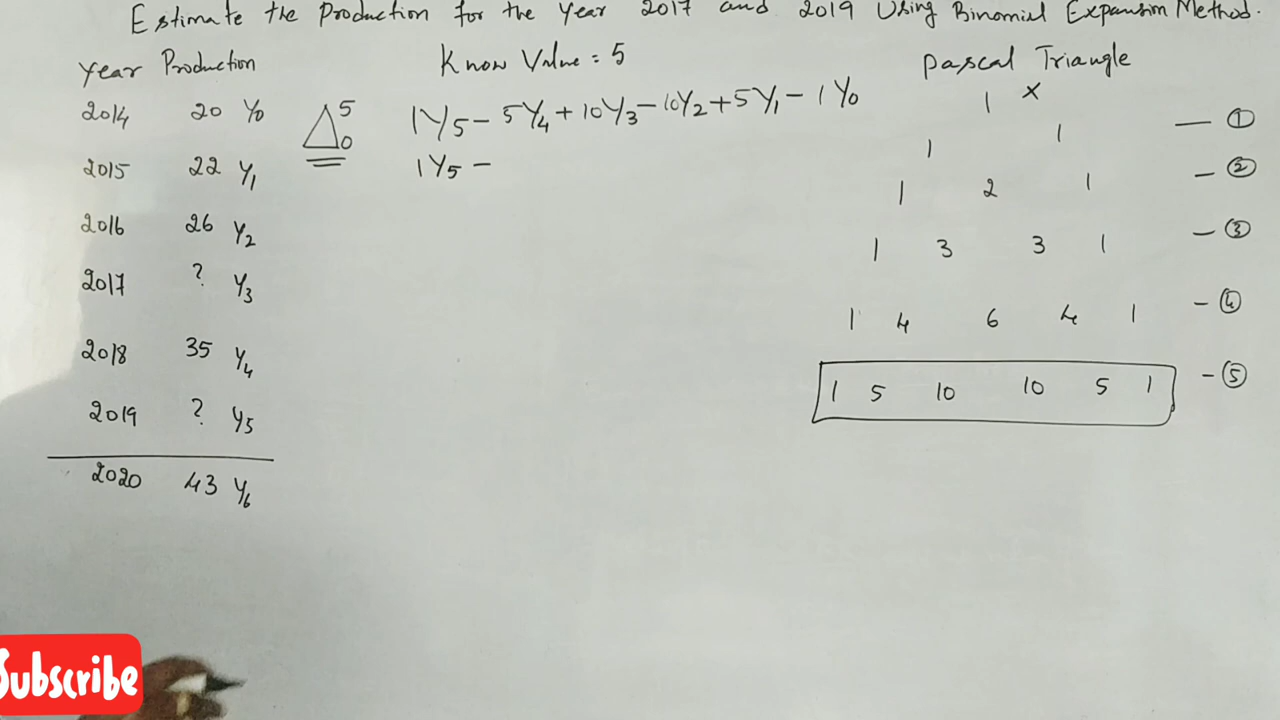 Estimate the Production for the Year 2017 and 2019 Using Binomial Expansion Method.
Year Production
Know Value = 5
Pascal Triangle
2014 20 Y0
△⁵₀
1Y5 - 5Y4 + 10Y3 - 10Y2 + 5Y1 - 1Y0
1Y5 -
2015 22 Y1
2016 26 Y2
2017 ? Y3
2018 35 Y4
2019 ? Y5
2020 43 Y6
1 ×
1 1 — ①
1 2 1 - ②
1 3 3 1 - ③
1 4 6 4 1 - ④
1 5 10 10 5 1 - ⑤
Subscribe